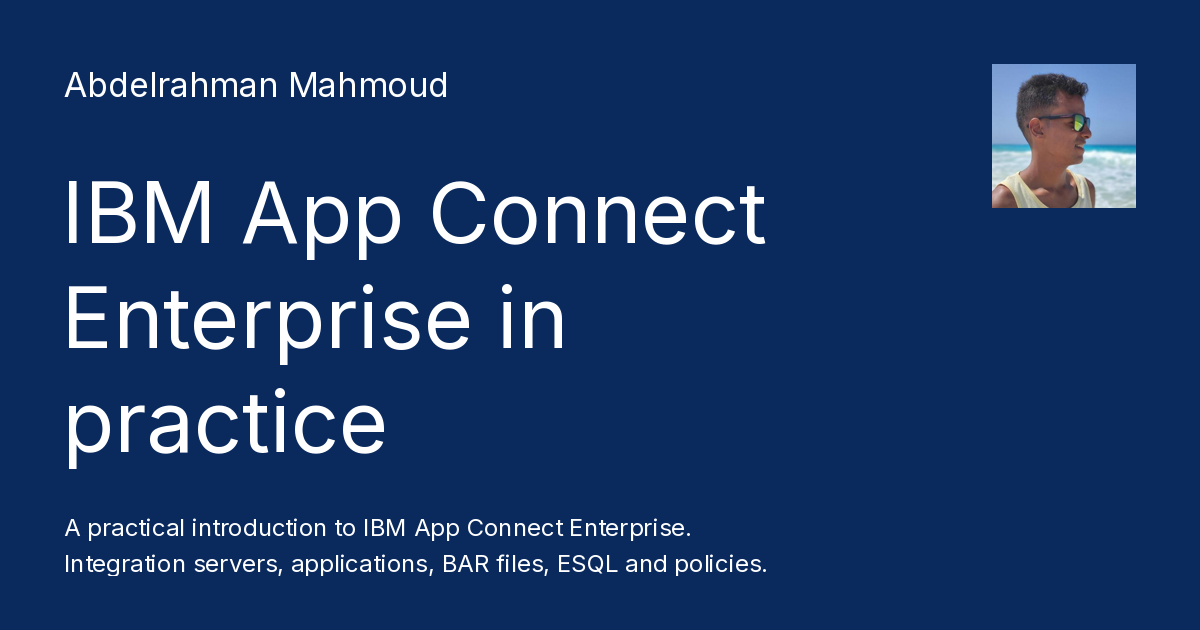 Abdelrahman Mahmoud
IBM App Connect
Enterprise in
practice
A practical introduction to IBM App Connect Enterprise.
Integration servers, applications, BAR files, ESQL and policies.